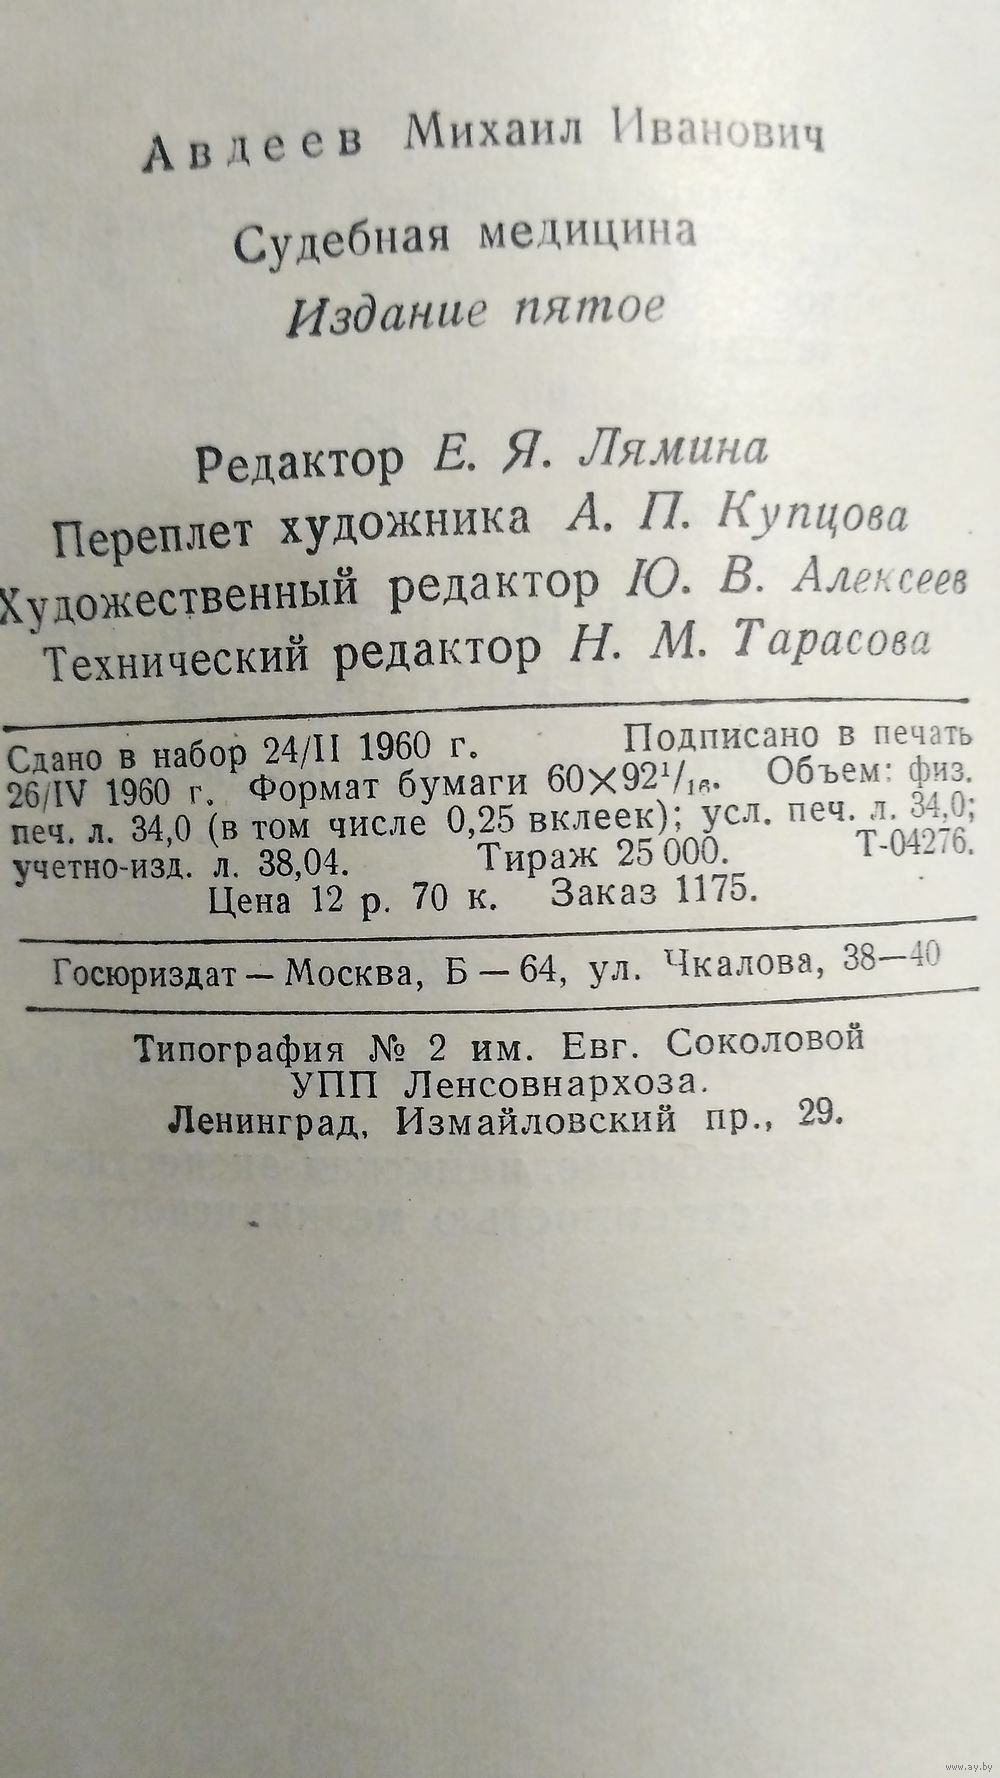 Авдеев Михаил Иванович
Судебная медицина
Издание пятое
Редактор Е. Я. Лямина
Переплет художника А. П. Купцова
Художественный редактор Ю. В. Алексеев
Технический редактор Н. М. Тарасова
Сдано в набор 24/II 1960 г. Подписано в печать
26/IV 1960 г. Формат бумаги 60×92¹/₁₆. Объем: физ.
печ. л. 34,0 (в том числе 0,25 вклеек); усл. печ. л. 34,0;
учетно-изд. л. 38,04. Тираж 25 000. Т-04276.
Цена 12 р. 70 к. Заказ 1175.
Госюриздат — Москва, Б — 64, ул. Чкалова, 38—40
Типография № 2 им. Евг. Соколовой
УПП Ленсовнархоза.
Ленинград, Измайловский пр., 29.
www.ay.by